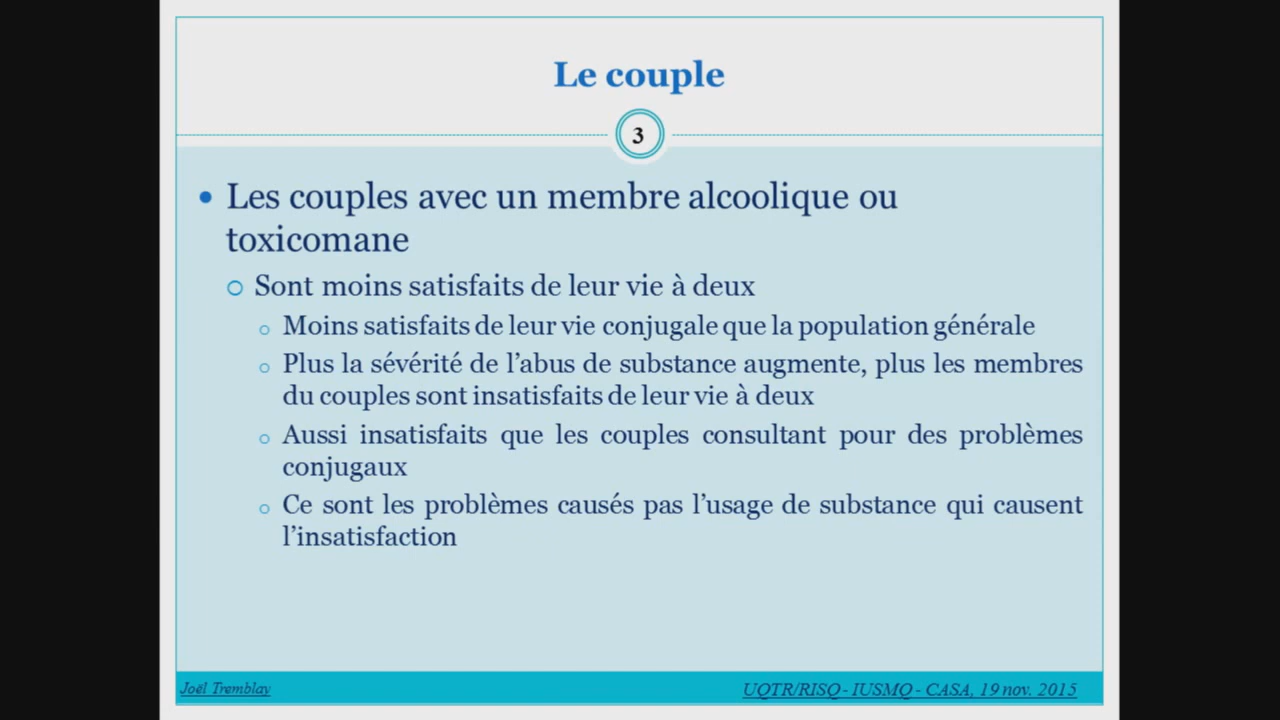 Le couple
3
• Les couples avec un membre alcoolique ou
toxicomane
○ Sont moins satisfaits de leur vie à deux
○ Moins satisfaits de leur vie conjugale que la population générale
○ Plus la sévérité de l’abus de substance augmente, plus les membres
du couples sont insatisfaits de leur vie à deux
○ Aussi insatisfaits que les couples consultant pour des problèmes
conjugaux
○ Ce sont les problèmes causés pas l’usage de substance qui causent
l’insatisfaction
Joël Tremblay
UQTR/RISQ - IUSMQ - CASA, 19 nov. 2015